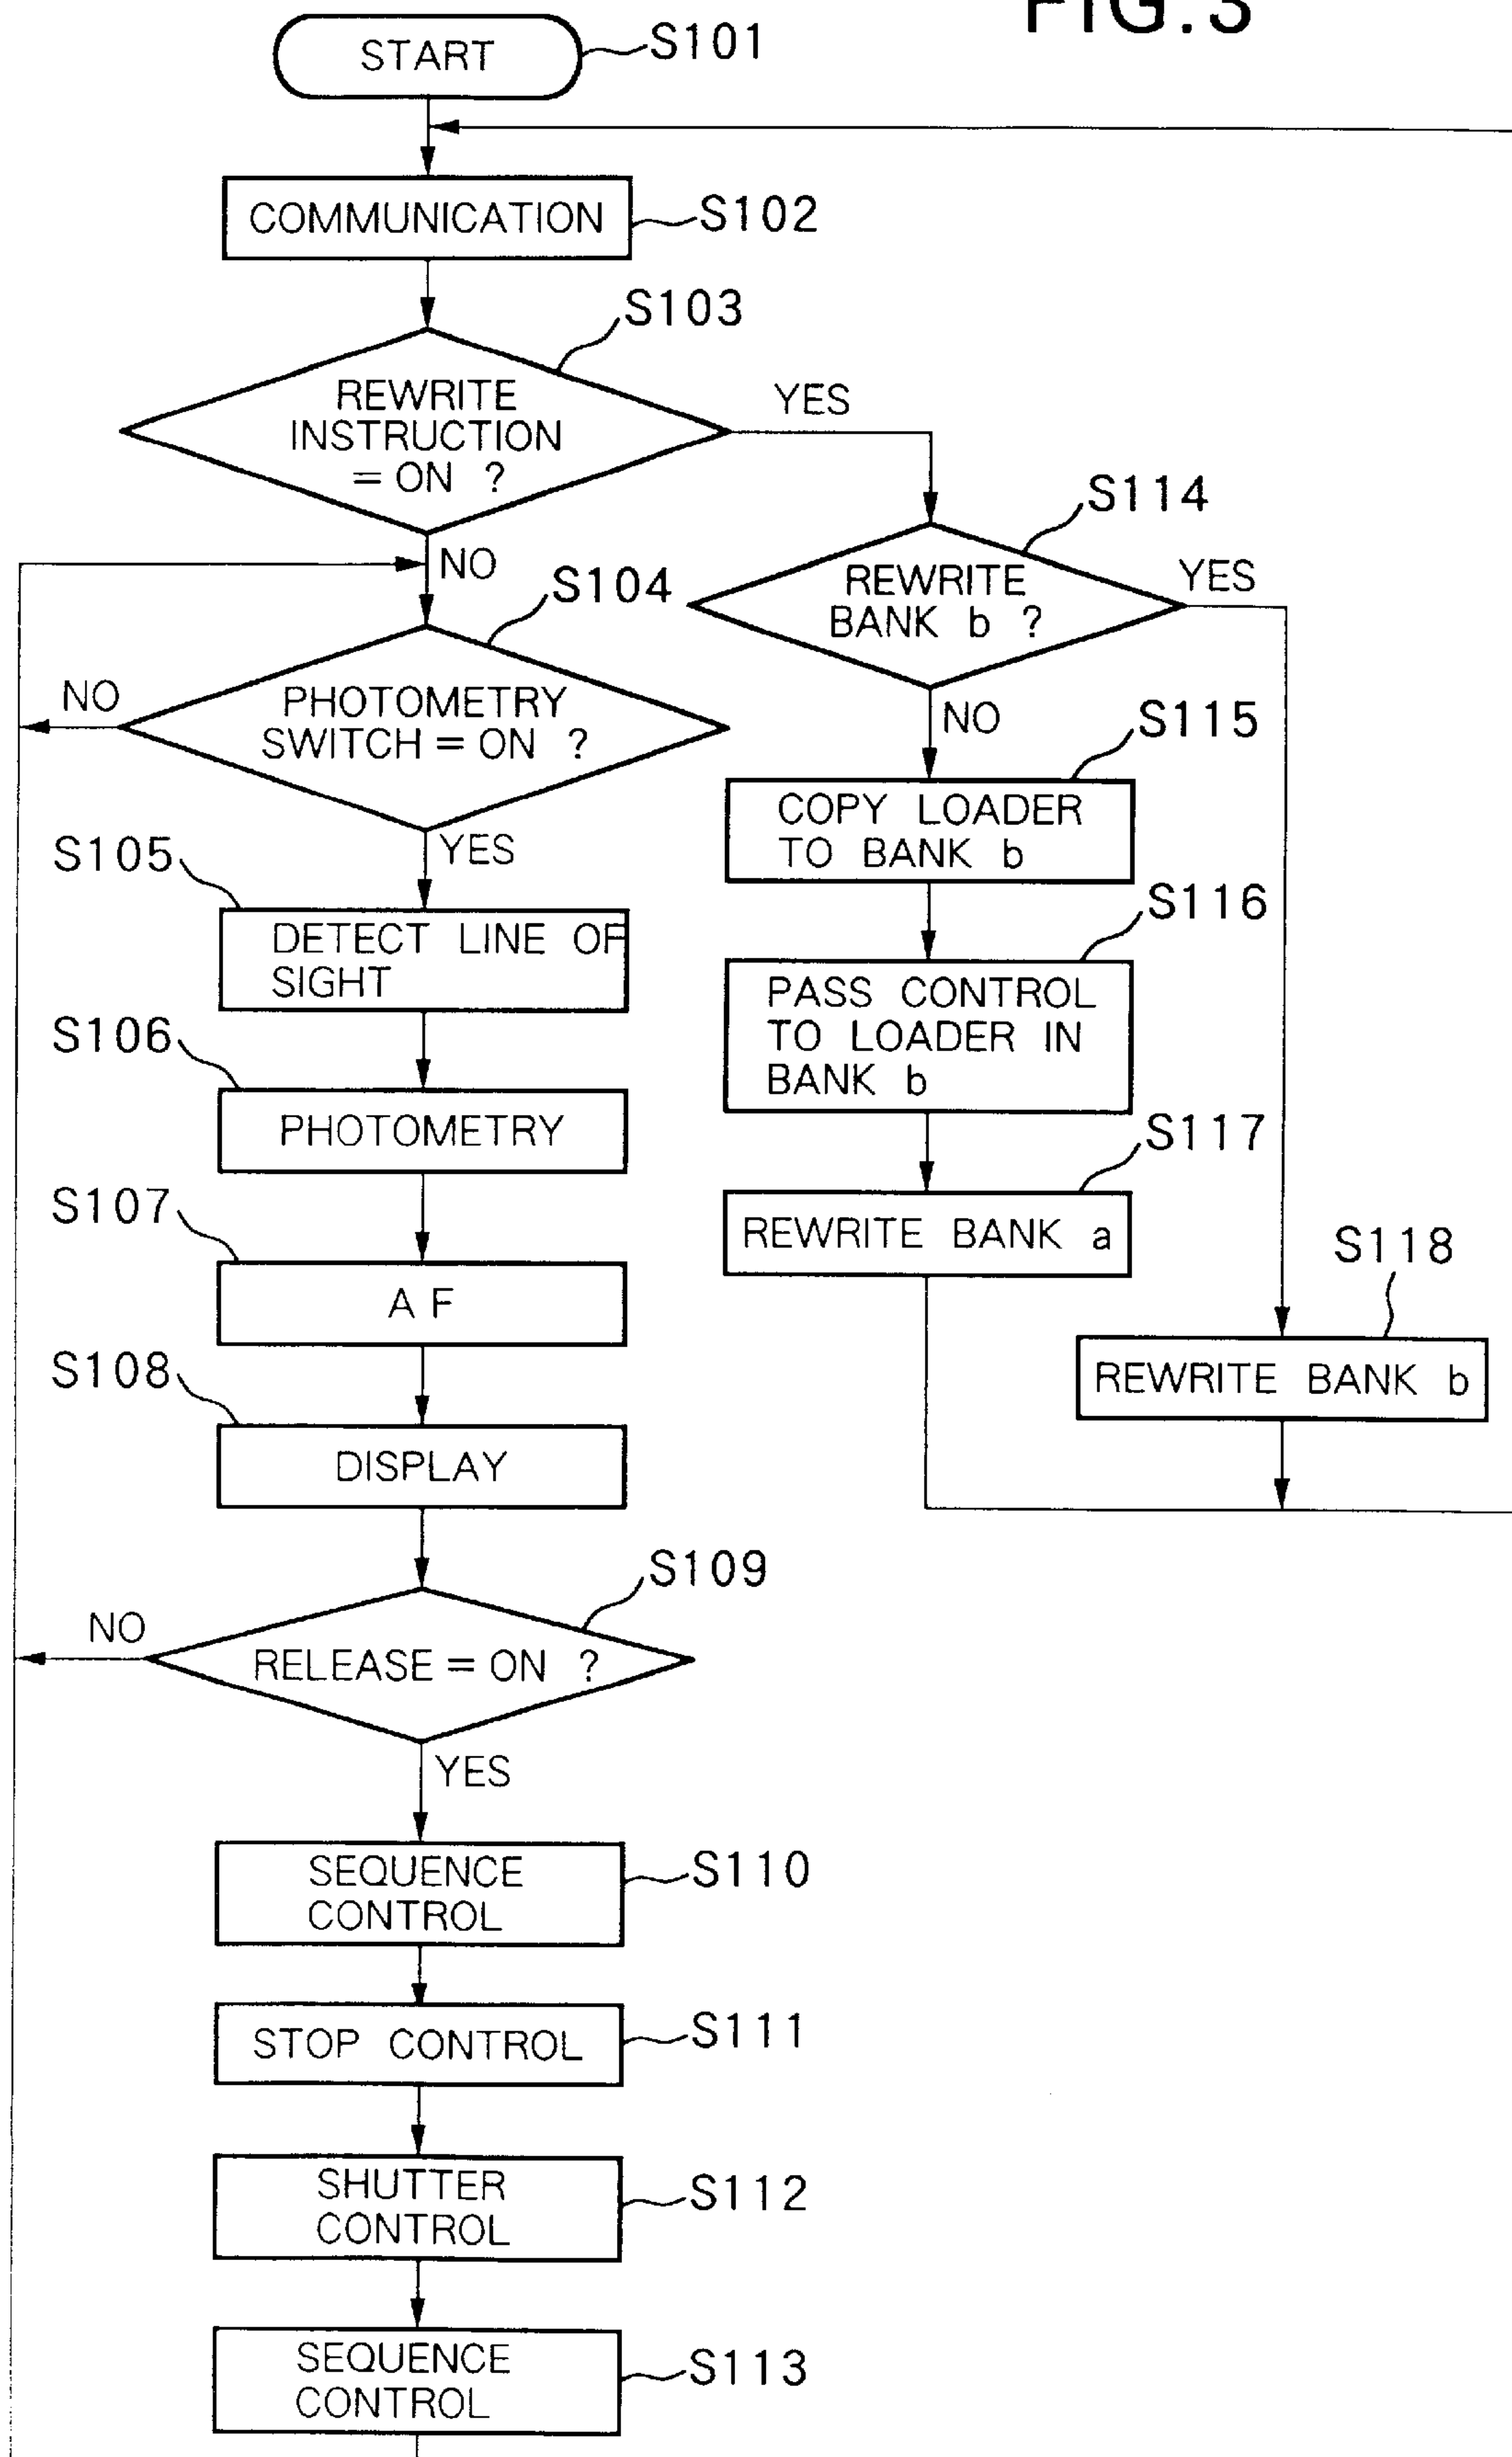 FIG.3
START
S101
COMMUNICATION
S102
S103
REWRITE
INSTRUCTION
= ON ?
YES
NO
S114
REWRITE
BANK b ?
YES
NO
S104
PHOTOMETRY
SWITCH = ON ?
NO
YES
S115
COPY LOADER
TO BANK b
S105
DETECT LINE OF
SIGHT
S116
PASS CONTROL
TO LOADER IN
BANK b
S106
PHOTOMETRY
S117
REWRITE BANK a
S107
A F
S118
REWRITE BANK b
S108
DISPLAY
S109
RELEASE = ON ?
NO
YES
SEQUENCE
CONTROL
S110
STOP CONTROL
S111
SHUTTER
CONTROL
S112
SEQUENCE
CONTROL
S113